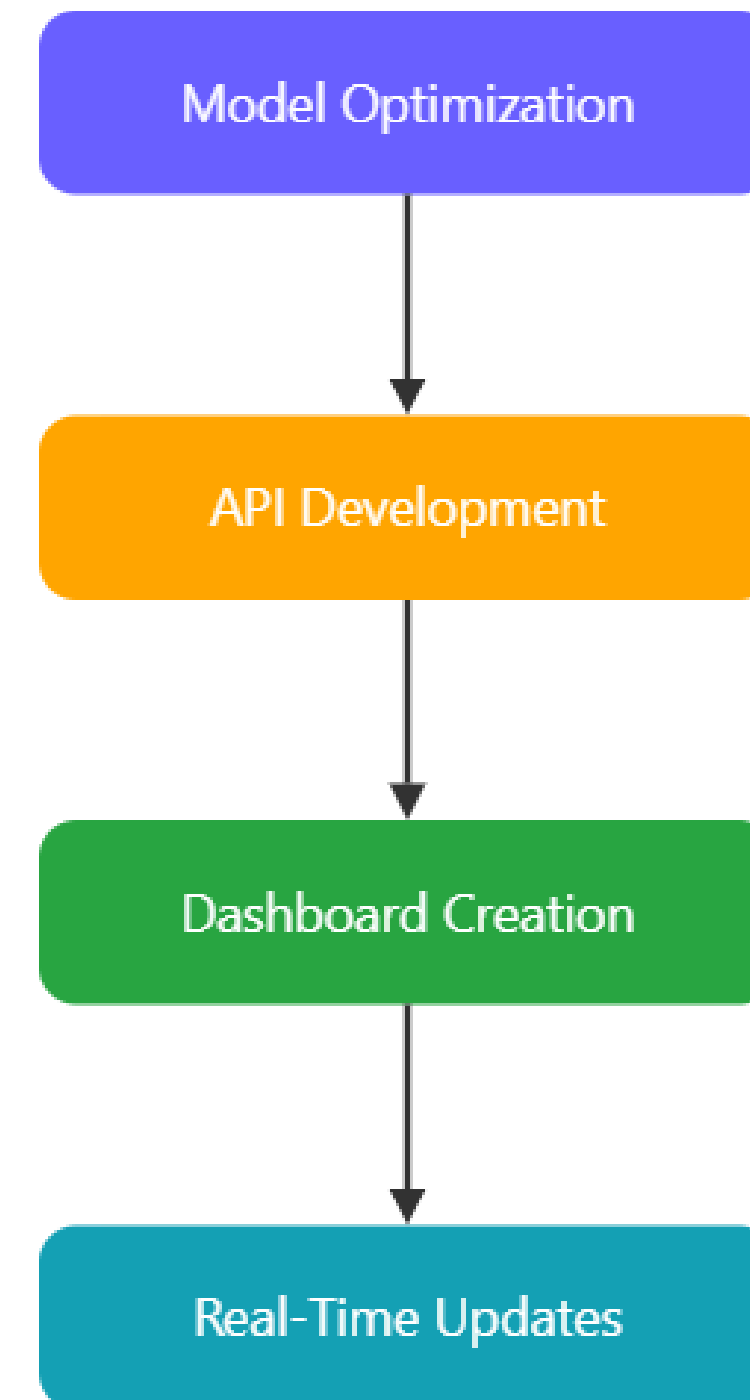 Model Optimization
API Development
Dashboard Creation
Real-Time Updates